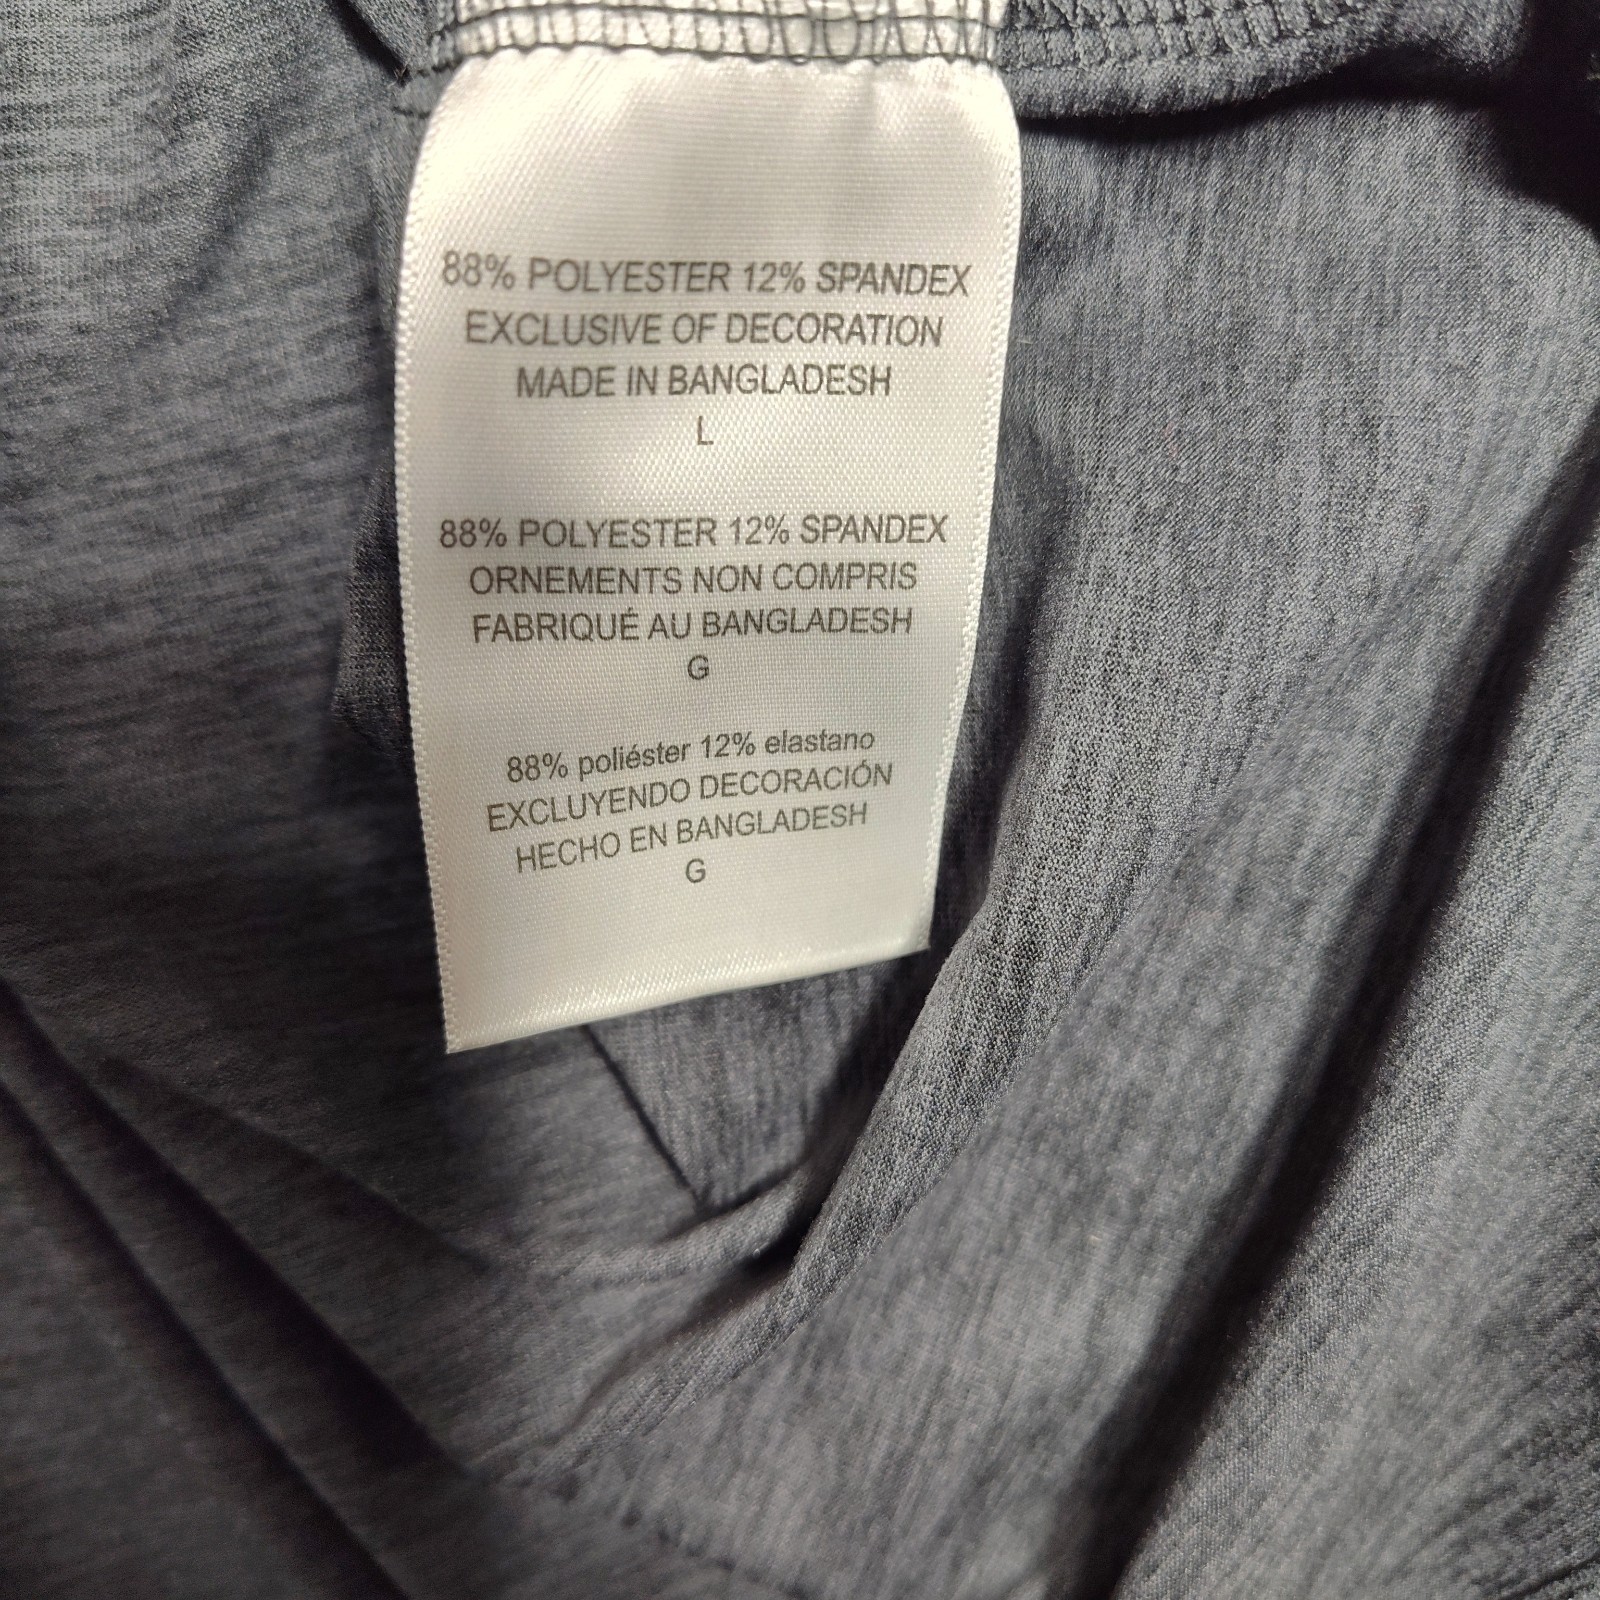 88% POLYESTER 12% SPANDEX
EXCLUSIVE OF DECORATION
MADE IN BANGLADESH
L
88% POLYESTER 12% SPANDEX
ORNEMENTS NON COMPRIS
FABRIQUÉ AU BANGLADESH
G
88% poliéster 12% elastano
EXCLUYENDO DECORACIÓN
HECHO EN BANGLADESH
G